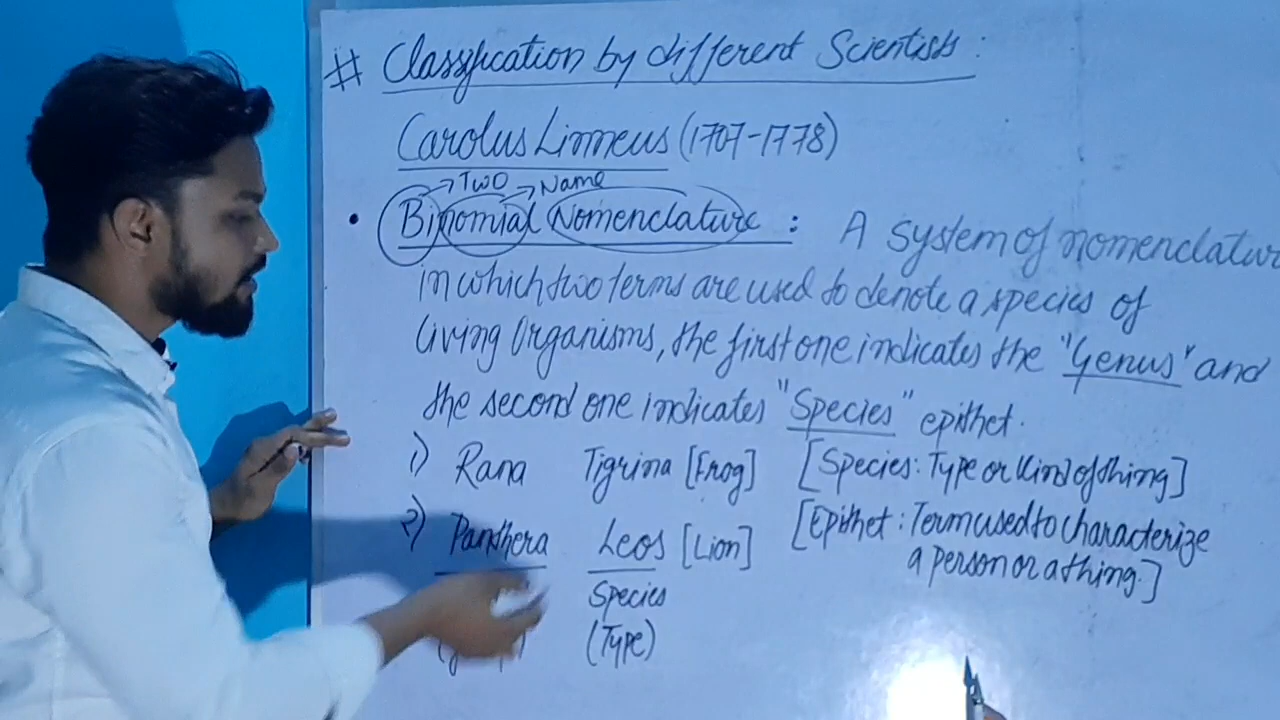 # Classification by different Scientists :
Carolus Linneus (1707-1778)
→ Two → Name
• Binomial Nomenclature : A system of nomenclatur
in which two terms are used to denote a species of
living Organisms, the first one indicates the "Genus" and
the second one indicates "Species" epithet.
1) Rana Tigrina [Frog] [Species: Type or Kind of thing]
2) Panthera Leos [Lion] [Epithet : Term used to characterize
a person or a thing.]
Species
(Type)